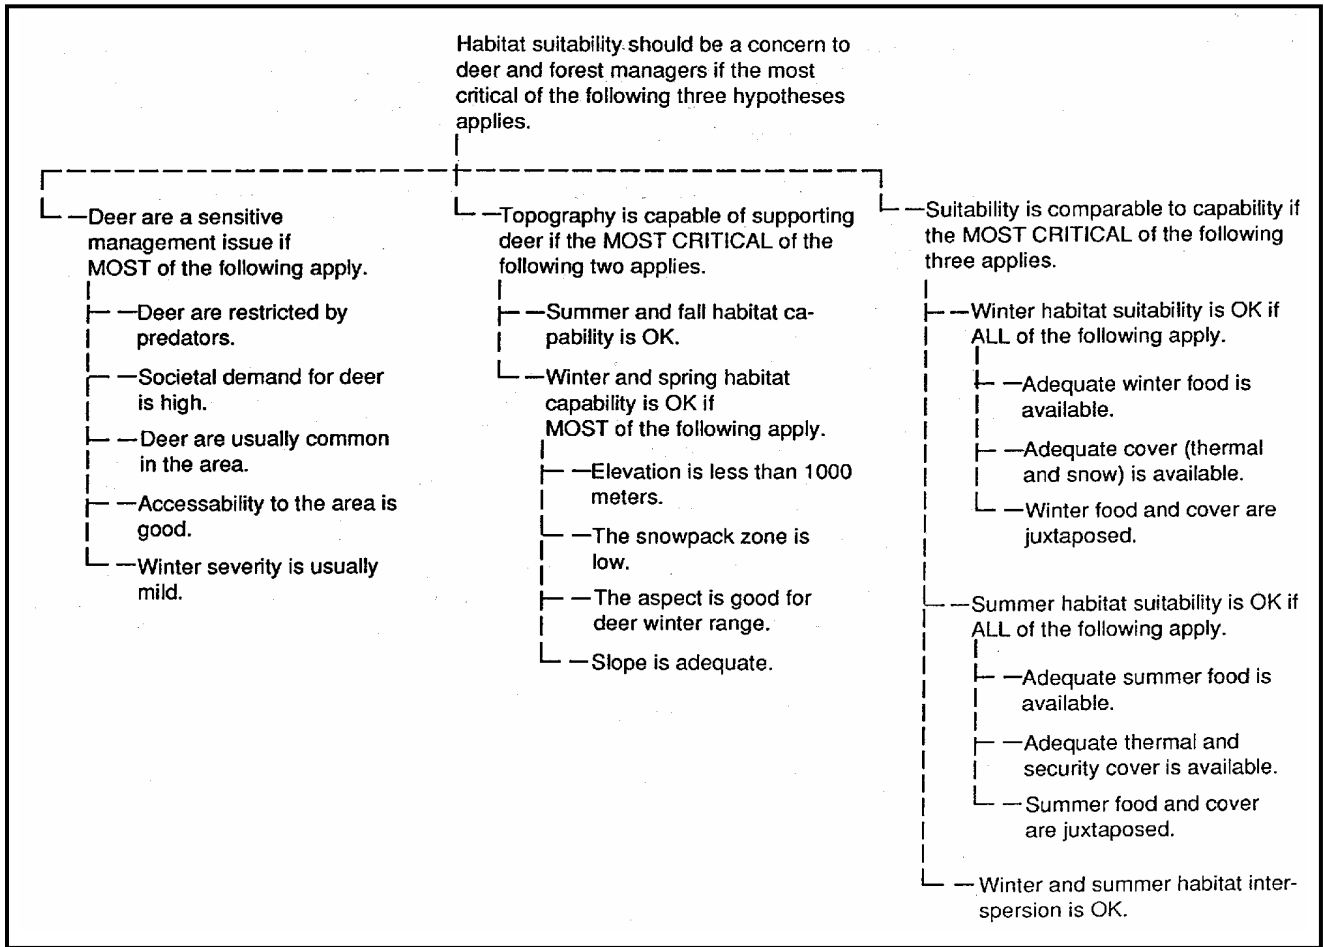 Habitat suitability should be a concern to
deer and forest managers if the most
critical of the following three hypotheses
applies.
Deer are a sensitive
management issue if
MOST of the following apply.
Deer are restricted by
predators.
Societal demand for deer
is high.
Deer are usually common
in the area.
Accessability to the area is
good.
Winter severity is usually
mild.
Topography is capable of supporting
deer if the MOST CRITICAL of the
following two applies.
Summer and fall habitat ca-
pability is OK.
Winter and spring habitat
capability is OK if
MOST of the following apply.
Elevation is less than 1000
meters.
The snowpack zone is
low.
The aspect is good for
deer winter range.
Slope is adequate.
Suitability is comparable to capability if
the MOST CRITICAL of the following
three applies.
Winter habitat suitability is OK if
ALL of the following apply.
Adequate winter food is
available.
Adequate cover (thermal
and snow) is available.
Winter food and cover are
juxtaposed.
Summer habitat suitability is OK if
ALL of the following apply.
Adequate summer food is
available.
Adequate thermal and
security cover is available.
Summer food and cover
are juxtaposed.
Winter and summer habitat inter-
spersion is OK.